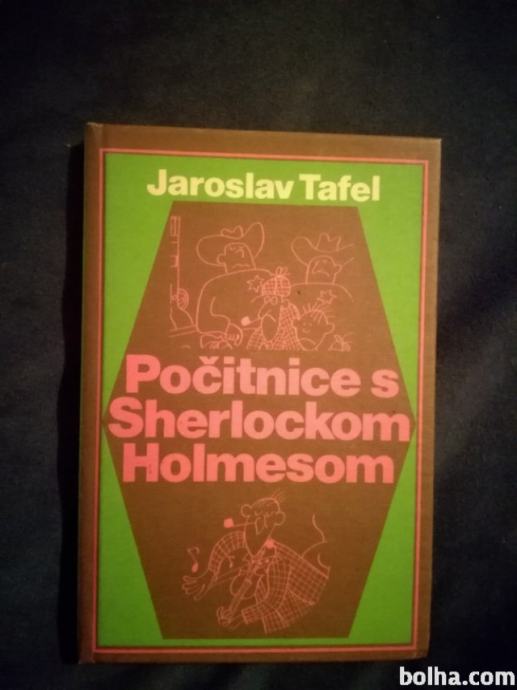 Jaroslav Tafel
Počitnice s
Sherlockom
Holmesom
bolha.com